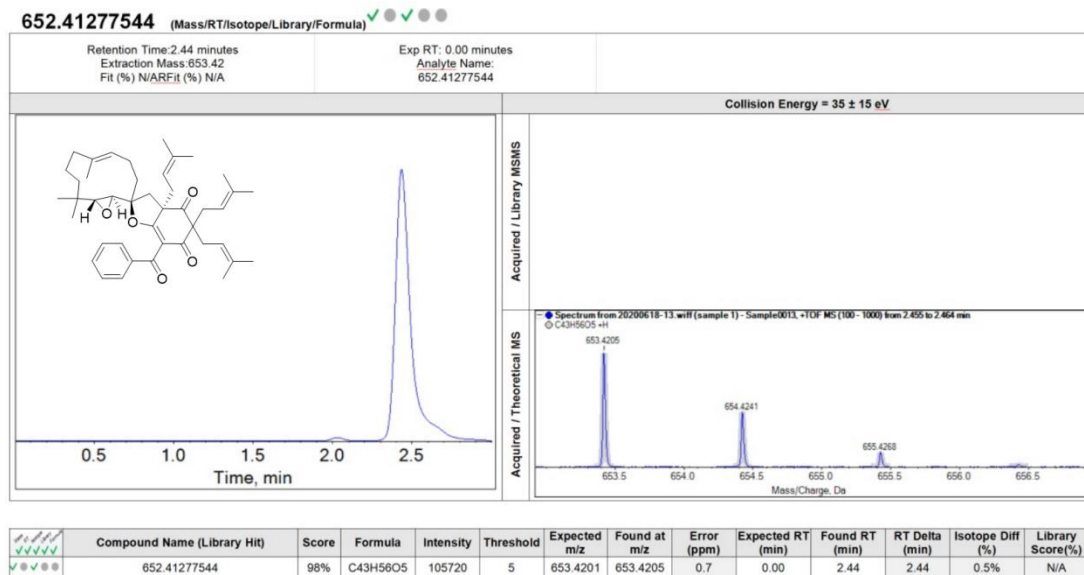 652.41277544 (Mass/RT/Isotope/Library/Formula)
Retention Time:2.44 minutes
Extraction Mass:653.42
Fit (%) N/ARFit (%) N/A
Exp RT: 0.00 minutes
Analyte Name:
652.41277544
Collision Energy = 35 ± 15 eV
H
O
H
O
O
O
O
0.5 1.0 1.5 2.0 2.5
Time, min
Acquired / Library MSMS
Acquired / Theoretical MS
Spectrum from 20200618-13.wiff (sample 1) - Sample0013, +TOF MS (100 - 1000) from 2.455 to 2.464 min
C43H56O5 +H
653.4205
654.4241
655.4268
653.5 654.0 654.5 655.0 655.5 656.0 656.5
Mass/Charge, Da
Compound Name (Library Hit) Score Formula Intensity Threshold Expected m/z Found at m/z Error (ppm) Expected RT (min) Found RT (min) RT Delta (min) Isotope Diff (%) Library Score(%)
652.41277544 98% C43H56O5 105720 5 653.4201 653.4205 0.7 0.00 2.44 2.44 0.5% N/A